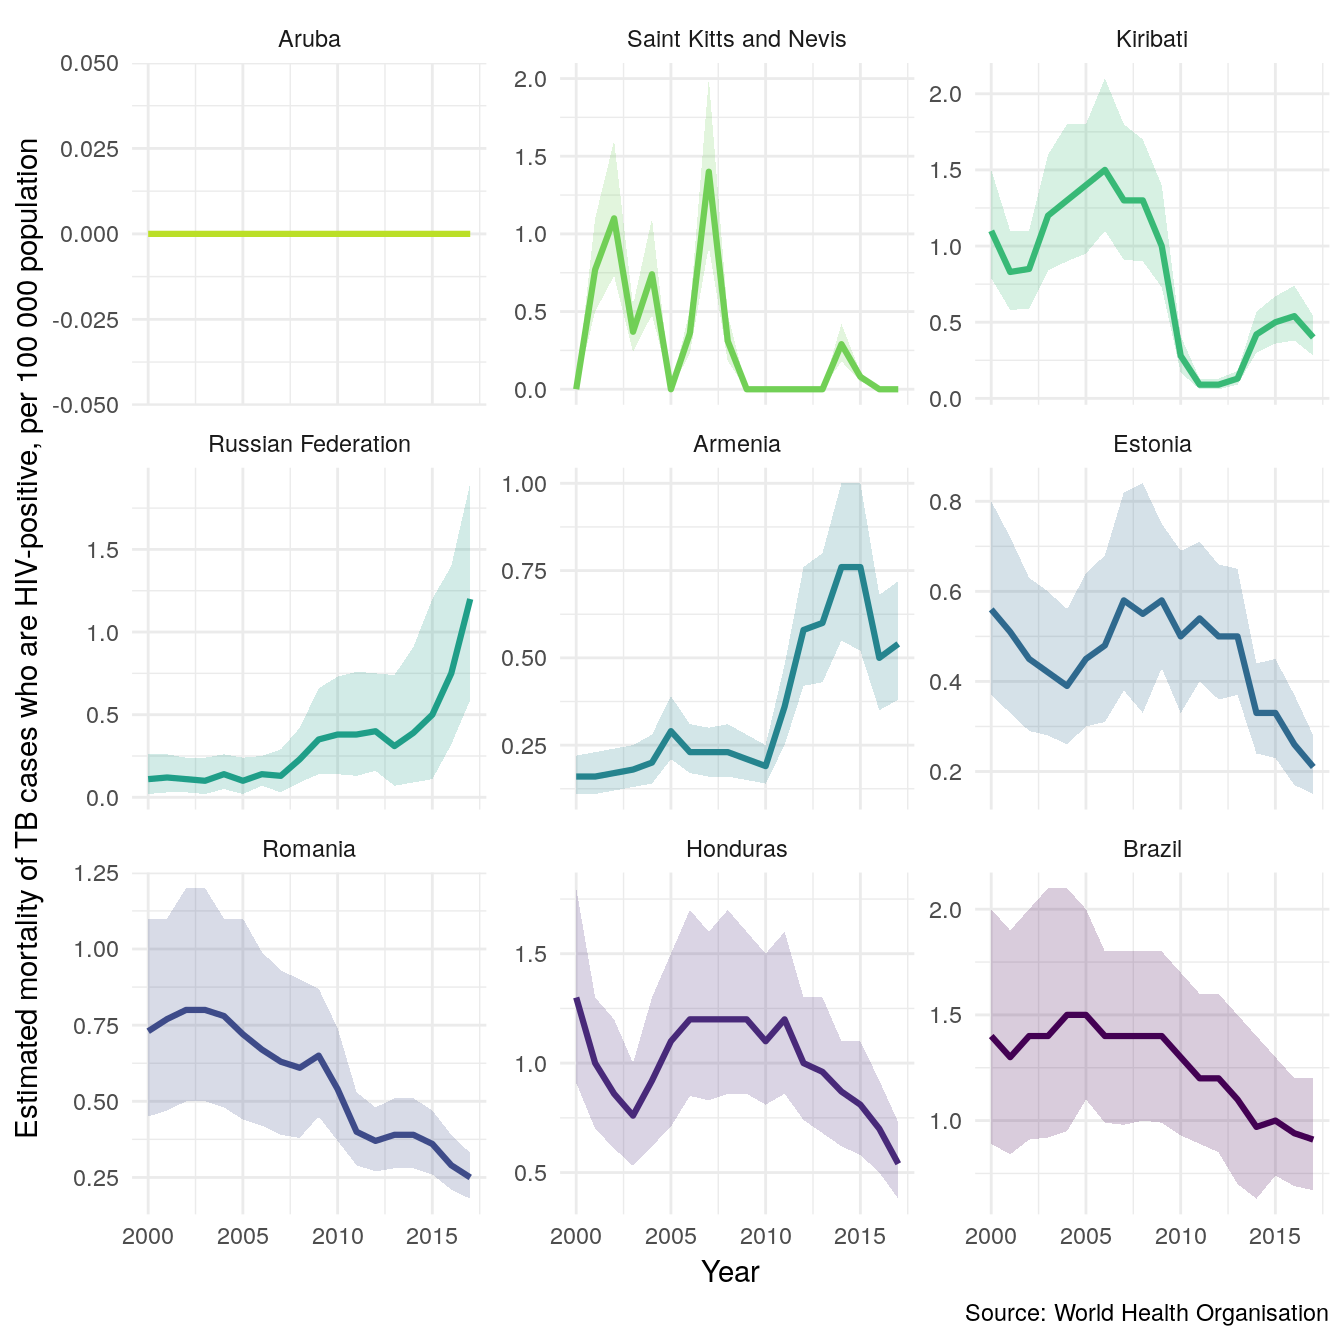 Aruba
Saint Kitts and Nevis
Kiribati
0.050
0.025
0.000
-0.025
-0.050
2.0
1.5
1.0
0.5
0.0
2.0
1.5
1.0
0.5
0.0
Russian Federation
Armenia
Estonia
1.5
1.0
0.5
0.0
1.00
0.75
0.50
0.25
0.8
0.6
0.4
0.2
Romania
Honduras
Brazil
1.25
1.00
0.75
0.50
0.25
1.5
1.0
0.5
2.0
1.5
1.0
2000 2005 2010 2015
2000 2005 2010 2015
2000 2005 2010 2015
Estimated mortality of TB cases who are HIV-positive, per 100 000 population
Year
Source: World Health Organisation